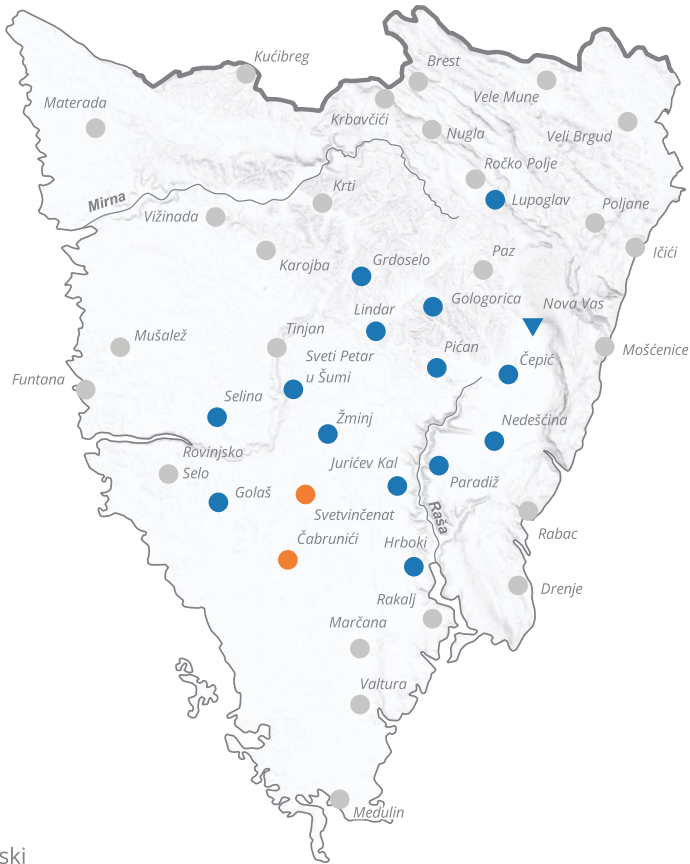 Kućibreg
Brest
Vele Mune
Materada
Krbavčići
Nugla
Veli Brgud
Ročko Polje
Krti
Mirna
Lupoglav
Poljane
Vižinada
Ičići
Karojba
Grdoselo
Paz
Gologorica
Nova Vas
Lindar
Mušalež
Tinjan
Pićan
Mošćenice
Sveti Petar
u Šumi
Čepić
Funtana
Selina
Žminj
Nedešćina
Rovinjsko
Selo
Jurićev Kal
Paradiž
Golaš
Svetvinčenat
Raša
Čabrunići
Hrboki
Rabac
Drenje
Rakalj
Marčana
Valtura
Medulin
ski